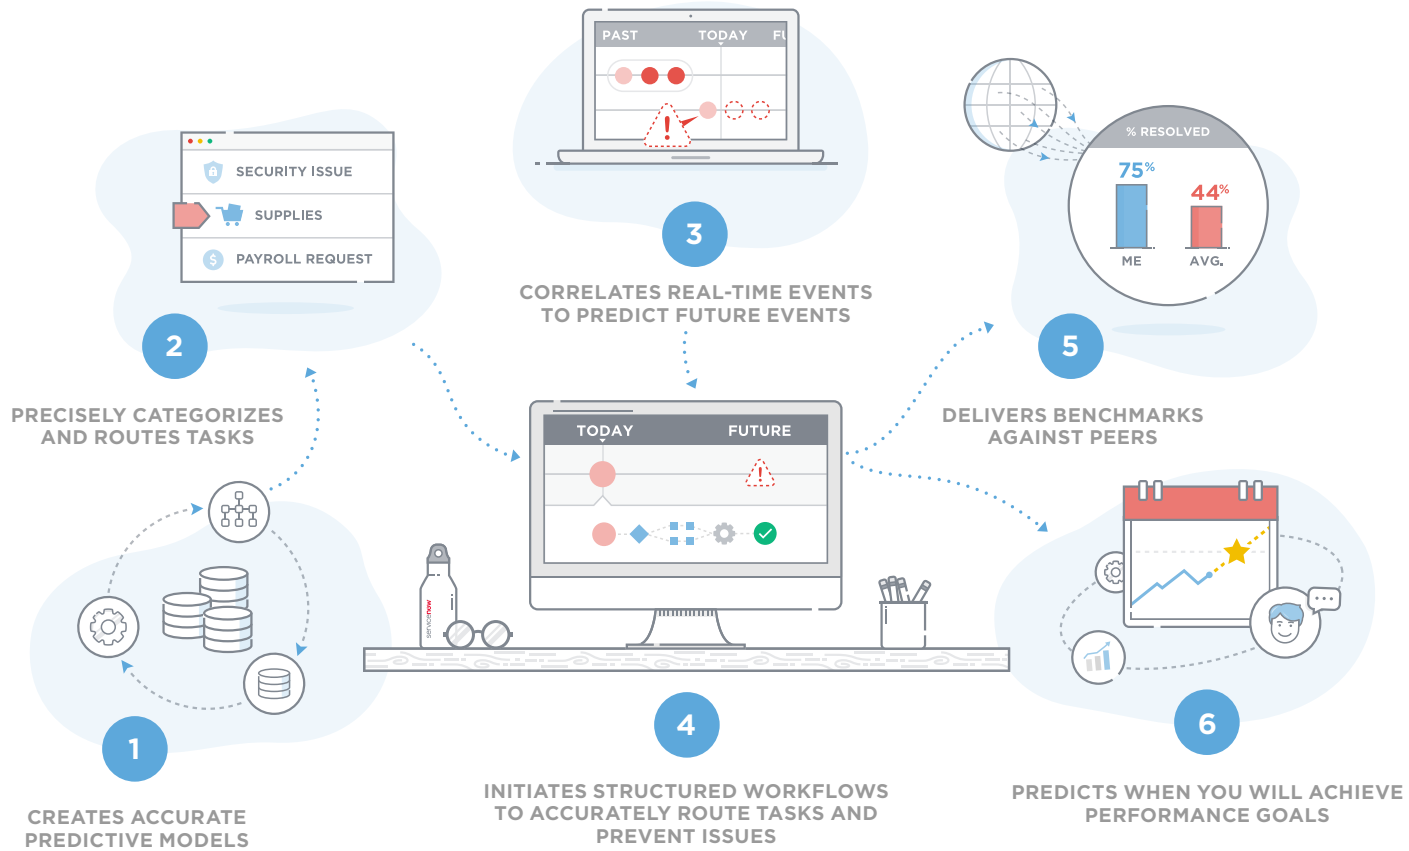 PAST TODAY FU
3
CORRELATES REAL-TIME EVENTS
TO PREDICT FUTURE EVENTS
SECURITY ISSUE
SUPPLIES
$ PAYROLL REQUEST
2
PRECISELY CATEGORIZES
AND ROUTES TASKS
% RESOLVED
75%
44%
ME AVG.
5
DELIVERS BENCHMARKS
AGAINST PEERS
TODAY FUTURE
servicenow
1
CREATES ACCURATE
PREDICTIVE MODELS
4
INITIATES STRUCTURED WORKFLOWS
TO ACCURATELY ROUTE TASKS AND
PREVENT ISSUES
6
PREDICTS WHEN YOU WILL ACHIEVE
PERFORMANCE GOALS